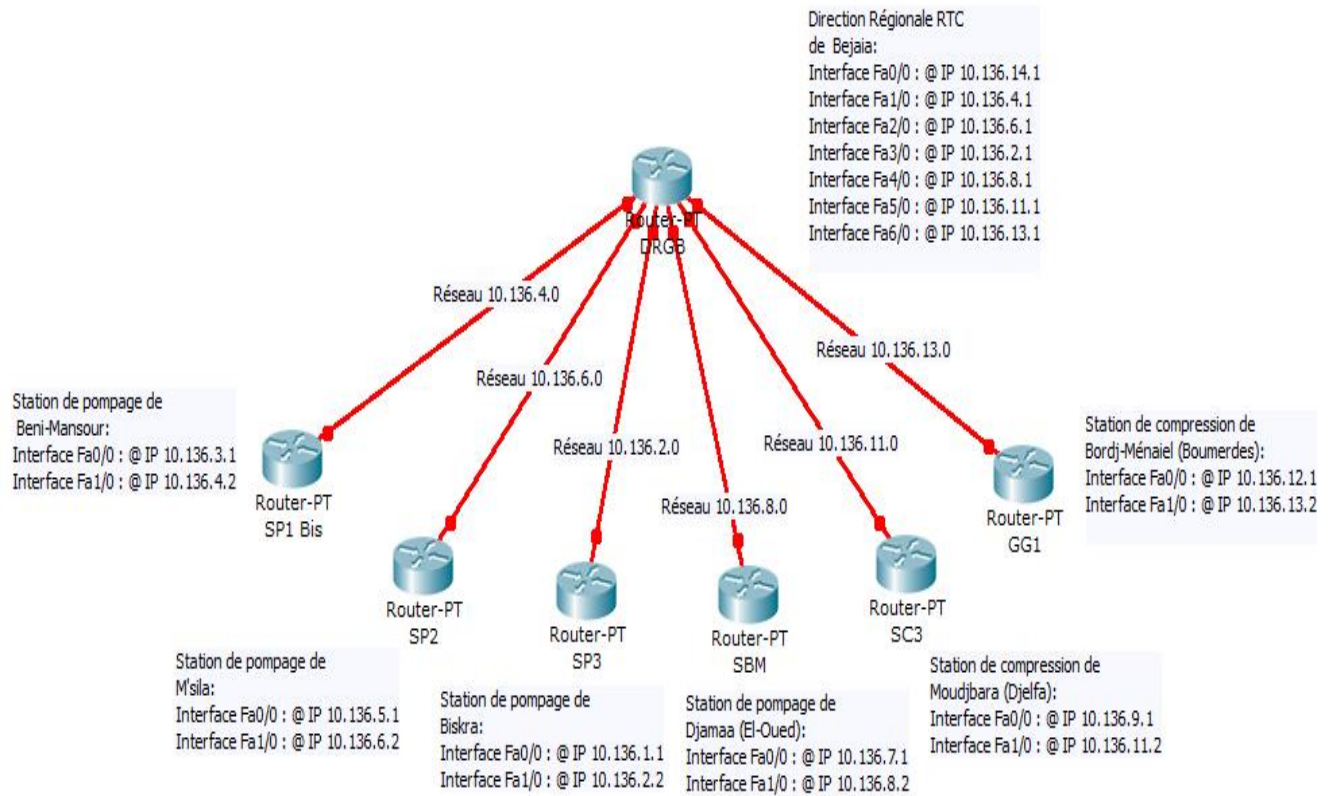 Direction Régionale RTC
de Bejaia:
Interface Fa0/0 : @ IP 10.136.14.1
Interface Fa1/0 : @ IP 10.136.4.1
Interface Fa2/0 : @ IP 10.136.6.1
Interface Fa3/0 : @ IP 10.136.2.1
Interface Fa4/0 : @ IP 10.136.8.1
Interface Fa5/0 : @ IP 10.136.11.1
Interface Fa6/0 : @ IP 10.136.13.1
Router-PT
DRGB
Réseau 10.136.4.0
Réseau 10.136.6.0
Réseau 10.136.2.0
Réseau 10.136.8.0
Réseau 10.136.11.0
Réseau 10.136.13.0
Station de pompage de
Beni-Mansour:
Interface Fa0/0 : @ IP 10.136.3.1
Interface Fa1/0 : @ IP 10.136.4.2
Router-PT
SP1 Bis
Router-PT
SP2
Station de pompage de
M'sila:
Interface Fa0/0 : @ IP 10.136.5.1
Interface Fa1/0 : @ IP 10.136.6.2
Router-PT
SP3
Station de pompage de
Biskra:
Interface Fa0/0 : @ IP 10.136.1.1
Interface Fa1/0 : @ IP 10.136.2.2
Router-PT
SBM
Station de pompage de
Djamaa (El-Oued):
Interface Fa0/0 : @ IP 10.136.7.1
Interface Fa1/0 : @ IP 10.136.8.2
Router-PT
SC3
Station de compression de
Moudjbara (Djelfa):
Interface Fa0/0 : @ IP 10.136.9.1
Interface Fa1/0 : @ IP 10.136.11.2
Router-PT
GG1
Station de compression de
Bordj-Ménaiel (Boumerdes):
Interface Fa0/0 : @ IP 10.136.12.1
Interface Fa1/0 : @ IP 10.136.13.2